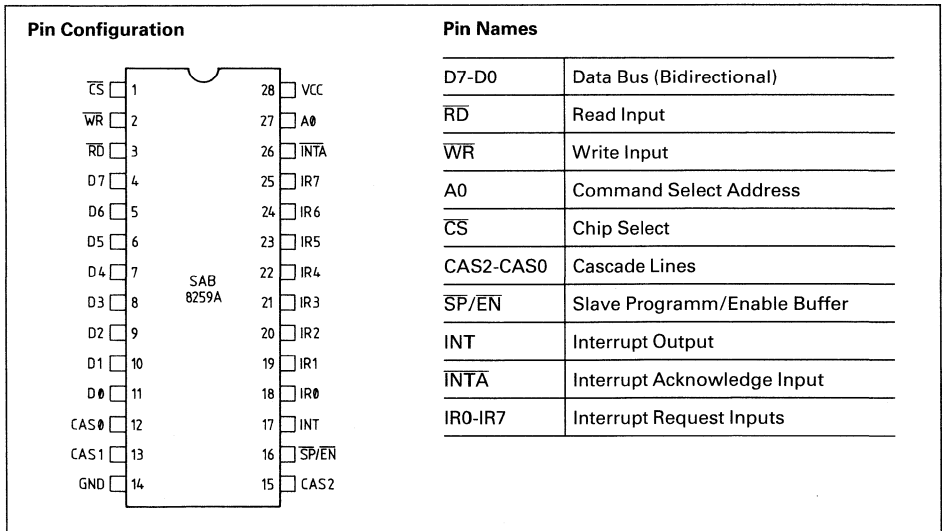 Pin Configuration
CS 1 28 VCC
WR 2 27 A0
RD 3 26 INTA
D7 4 25 IR7
D6 5 24 IR6
D5 6 23 IR5
D4 7 22 IR4
SAB
8259A
D3 8 21 IR3
D2 9 20 IR2
D1 10 19 IR1
D0 11 18 IR0
CAS0 12 17 INT
CAS1 13 16 SP/EN
GND 14 15 CAS2
Pin Names
D7-D0 Data Bus (Bidirectional)
RD Read Input
WR Write Input
A0 Command Select Address
CS Chip Select
CAS2-CAS0 Cascade Lines
SP/EN Slave Programm/Enable Buffer
INT Interrupt Output
INTA Interrupt Acknowledge Input
IR0-IR7 Interrupt Request Inputs